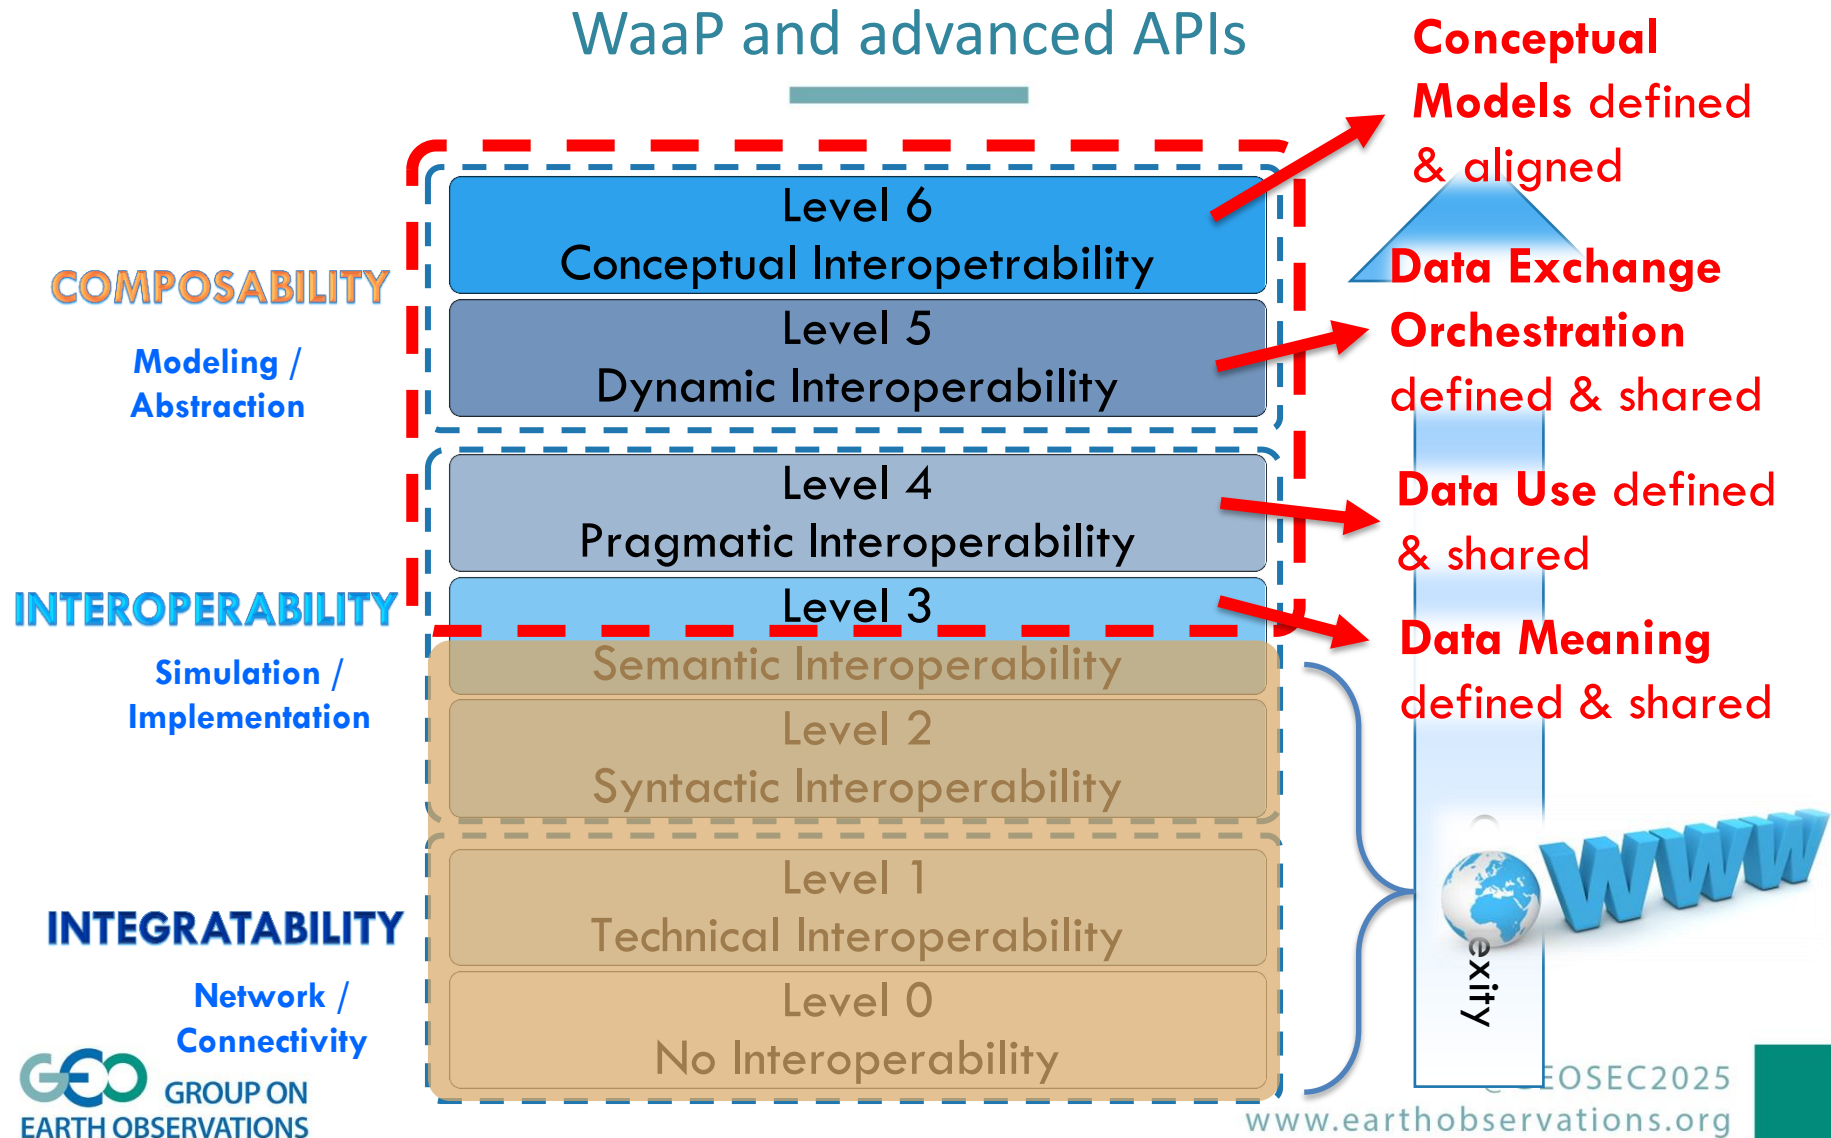 WaaP and advanced APIs
Conceptual
Models defined
& aligned
Level 6
Conceptual Interopetrability
Level 5
Dynamic Interoperability
COMPOSABILITY
Modeling /
Abstraction
Data Exchange
Orchestration
defined & shared
Level 4
Pragmatic Interoperability
Data Use defined
& shared
Level 3
Semantic Interoperability
Level 2
Syntactic Interoperability
INTEROPERABILITY
Simulation /
Implementation
Data Meaning
defined & shared
Level 1
Technical Interoperability
Level 0
No Interoperability
INTEGRATABILITY
Network /
Connectivity
WWW
exity
GEO
GROUP ON
EARTH OBSERVATIONS
EOSEC2025
www.earthobservations.org